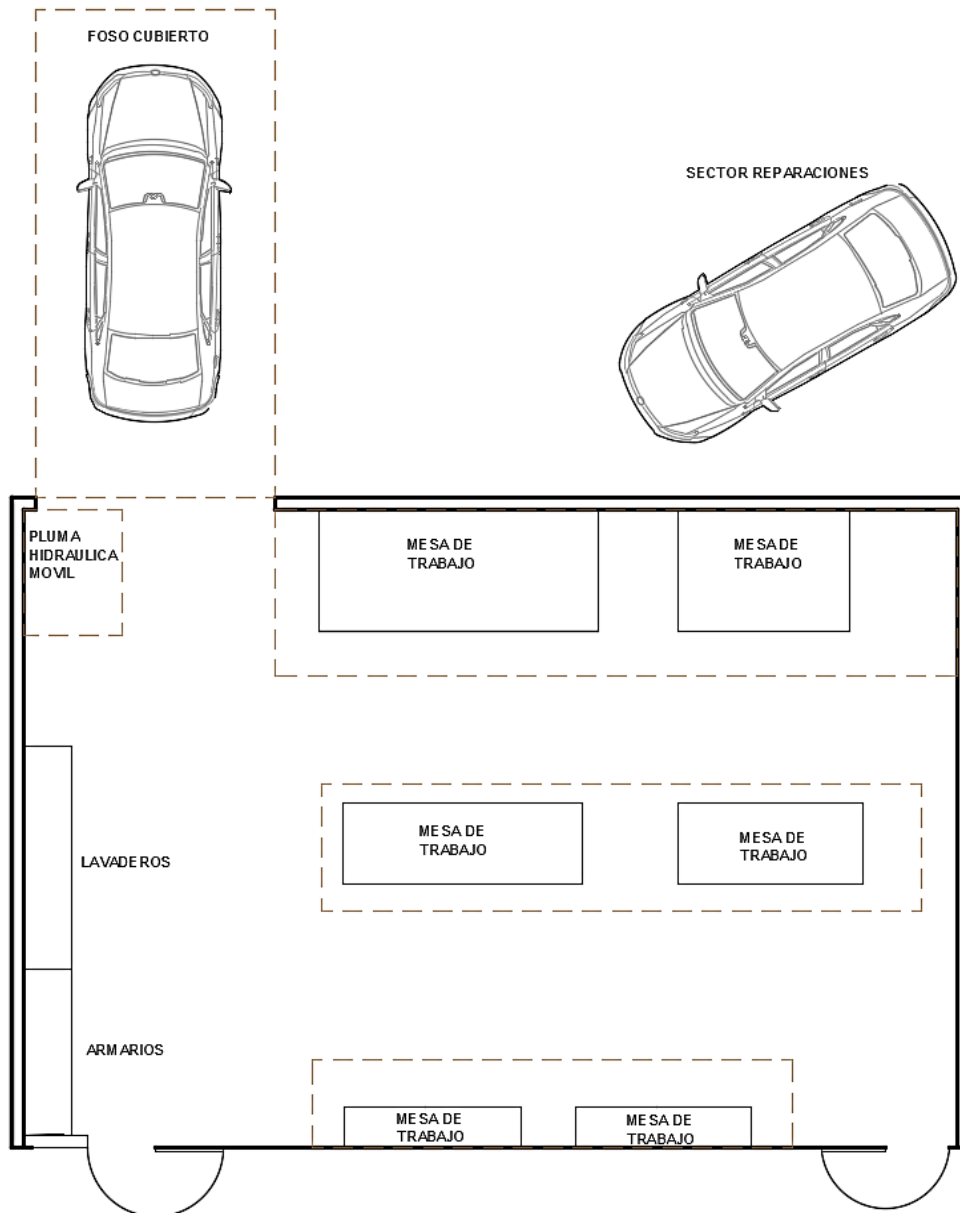 FOSO CUBIERTO
SECTOR REPARACIONES
PLUMA
HIDRAULICA
MOVIL
MESA DE
TRABAJO
MESA DE
TRABAJO
MESA DE
TRABAJO
MESA DE
TRABAJO
LAVADEROS
ARMARIOS
MESA DE
TRABAJO
MESA DE
TRABAJO